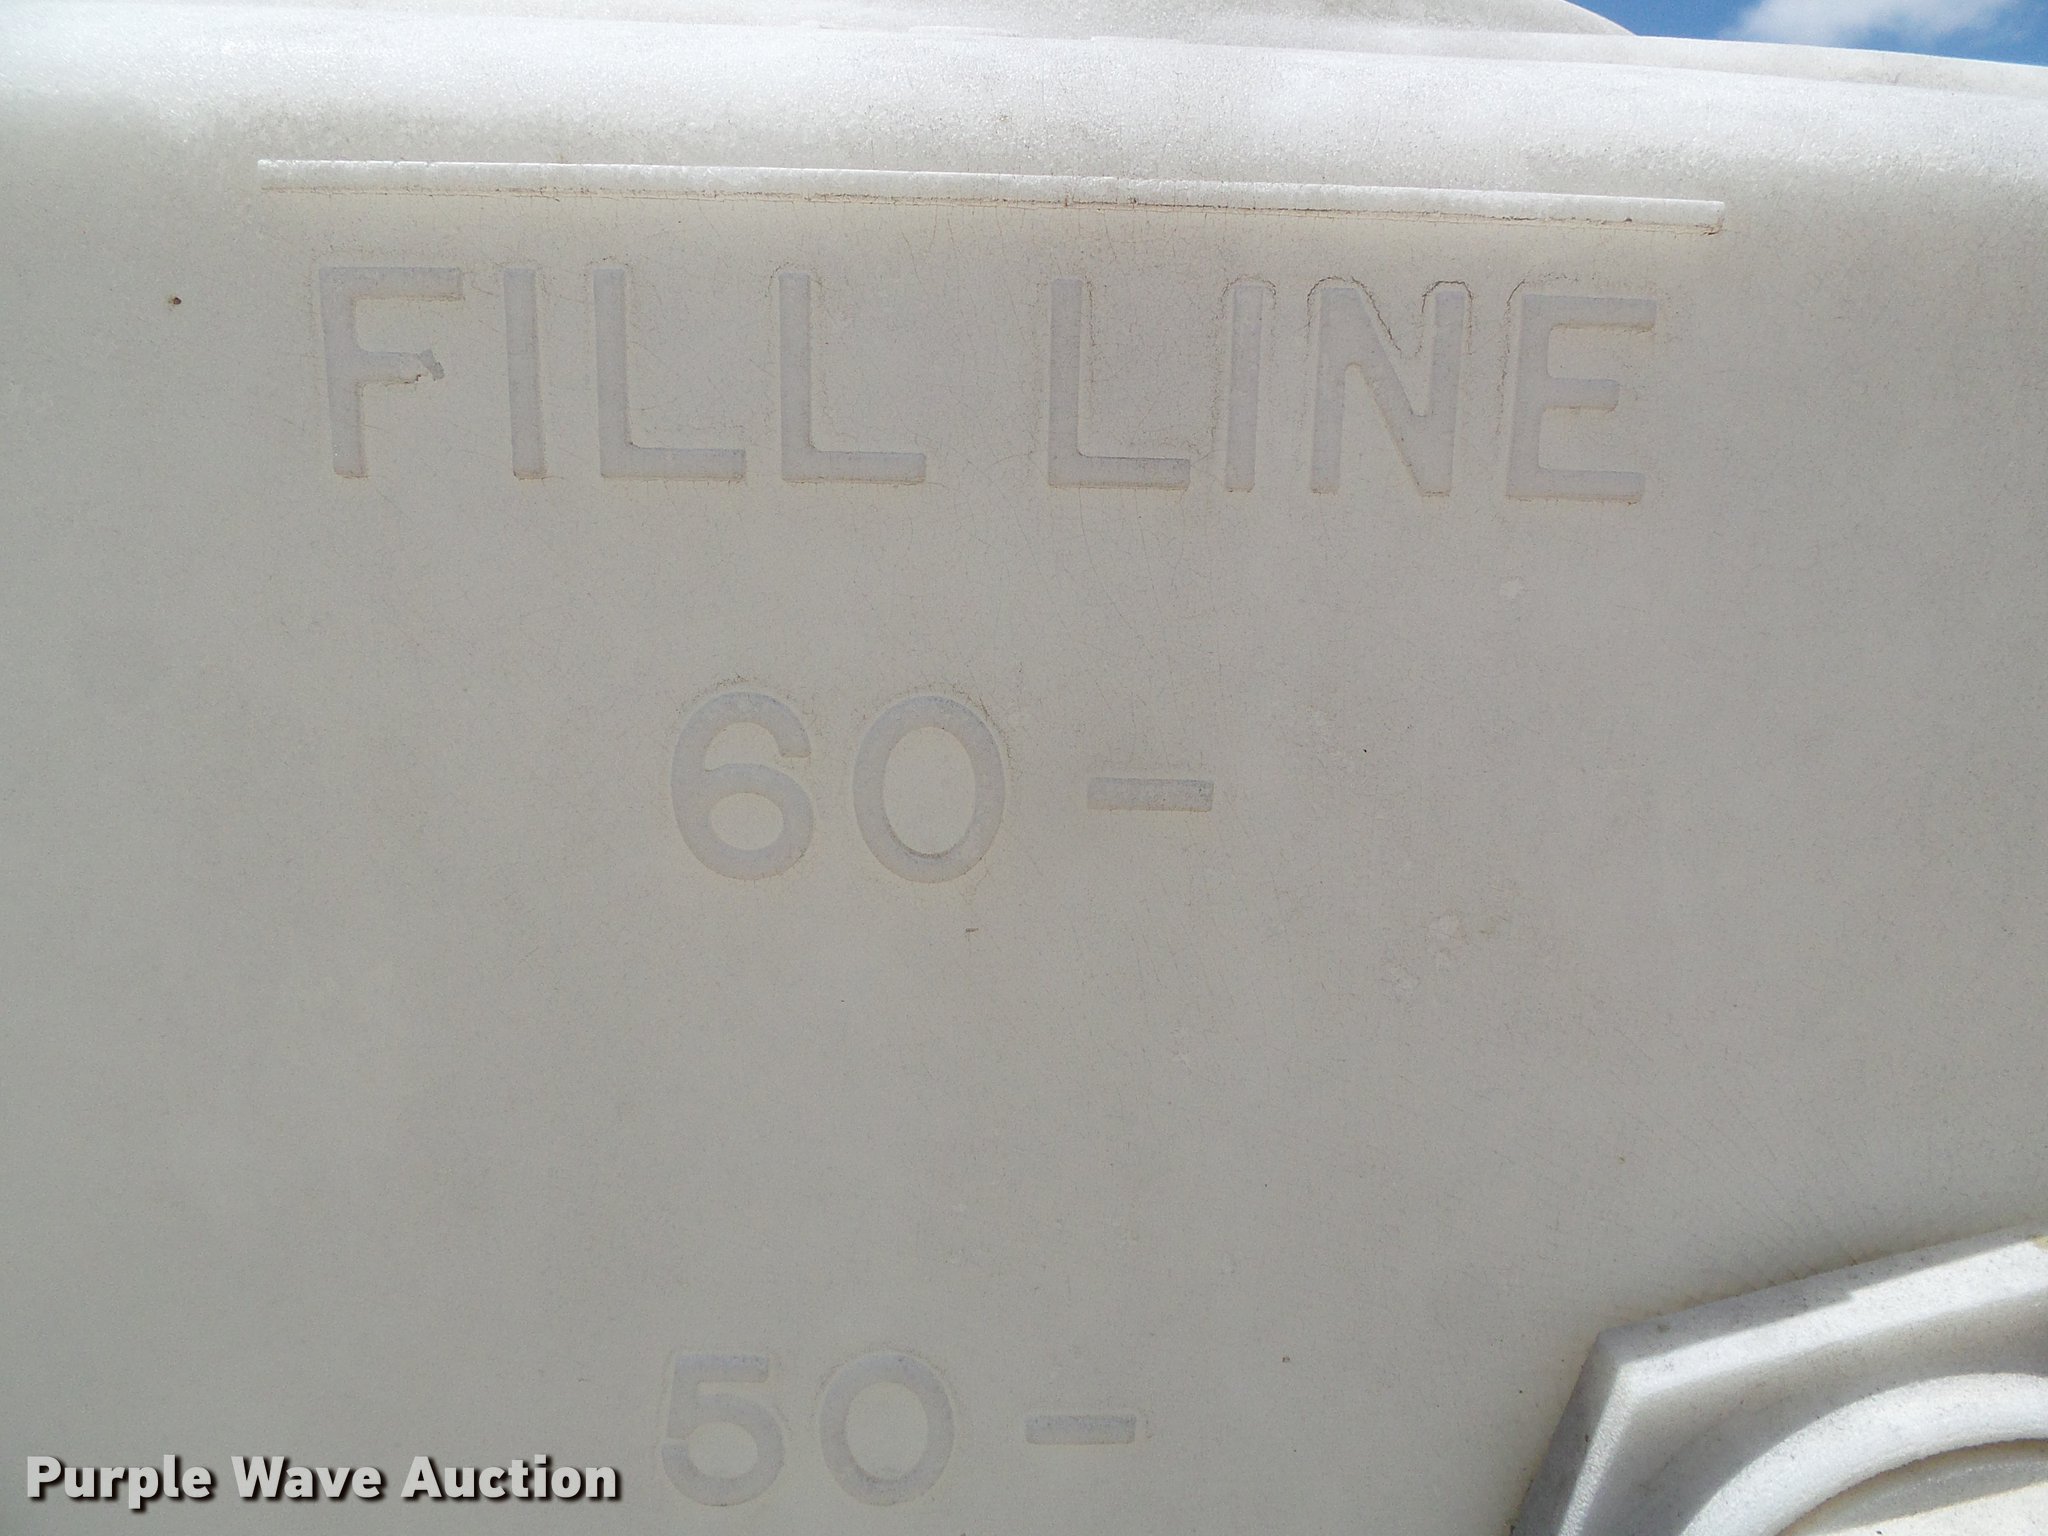 FILL LINE
60 -
50 -
Purple Wave Auction